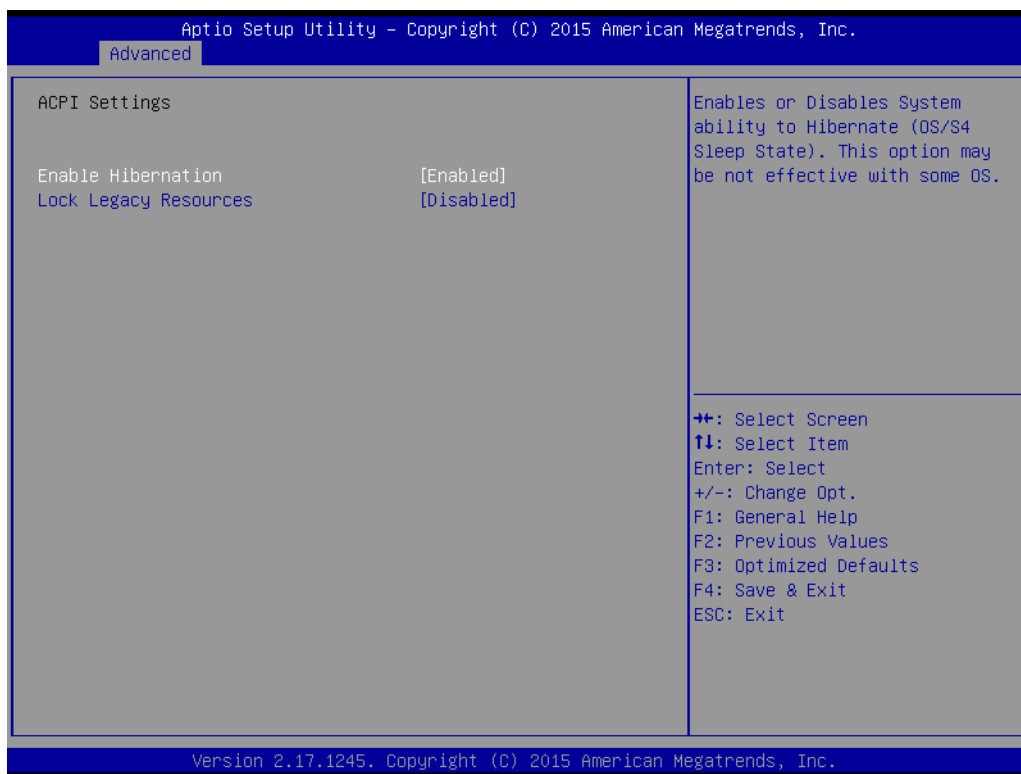 Aptio Setup Utility – Copyright (C) 2015 American Megatrends, Inc.
Advanced
ACPI Settings
Enable Hibernation [Enabled]
Lock Legacy Resources [Disabled]
Enables or Disables System
ability to Hibernate (OS/S4
Sleep State). This option may
be not effective with some OS.
→←: Select Screen
↑↓: Select Item
Enter: Select
+/-: Change Opt.
F1: General Help
F2: Previous Values
F3: Optimized Defaults
F4: Save & Exit
ESC: Exit
Version 2.17.1245. Copyright (C) 2015 American Megatrends, Inc.